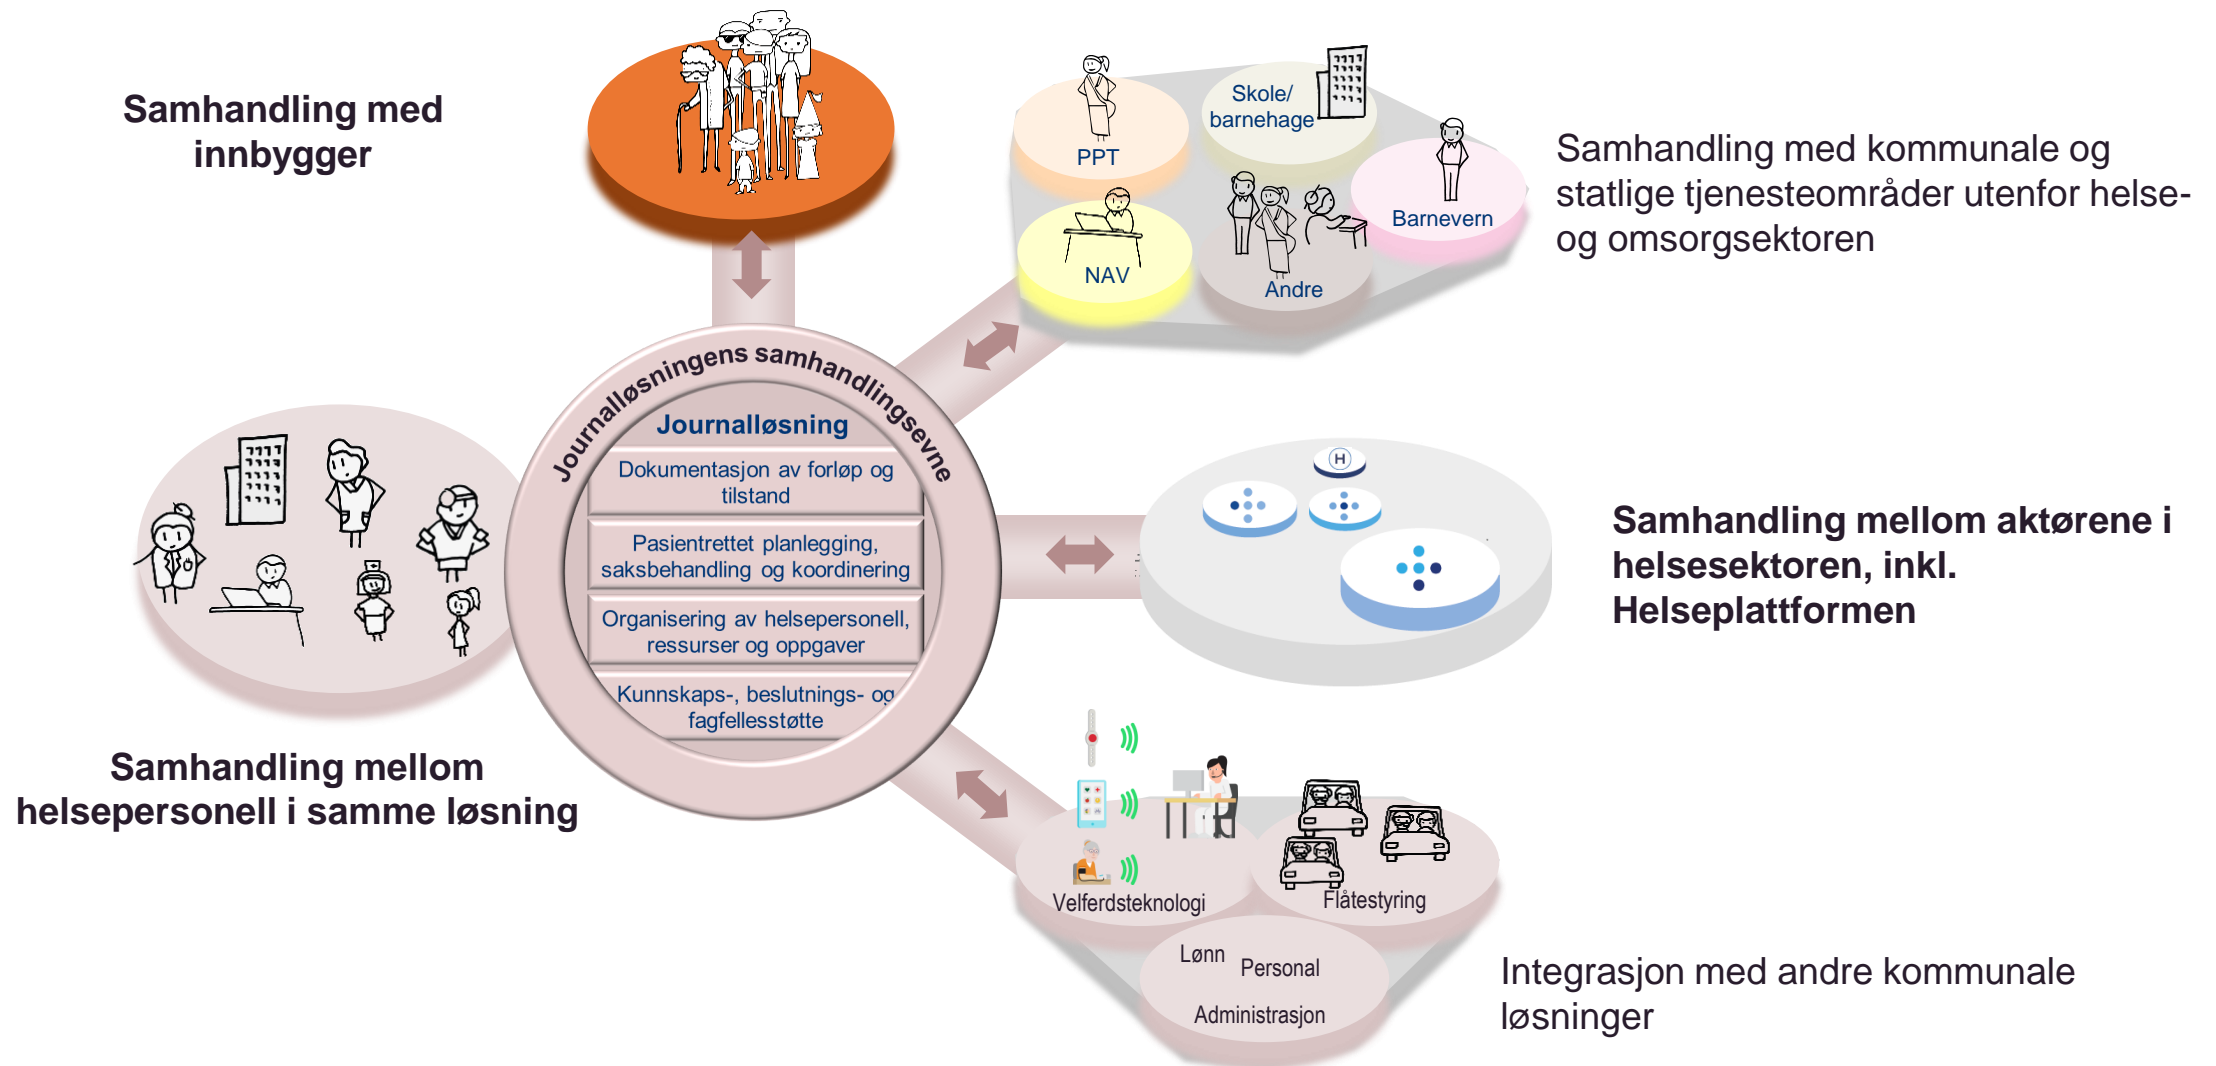 Samhandling med
innbygger
PPT
Skole/
barnehage
Barnevern
NAV
Andre
Samhandling med kommunale og
statlige tjenesteområder utenfor helse-
og omsorgsektoren
Journalløsningens samhandlingsevne
Journalløsning
Dokumentasjon av forløp og
tilstand
Pasientrettet planlegging,
saksbehandling og koordinering
Organisering av helsepersonell,
ressurser og oppgaver
Kunnskaps-, beslutnings- og
fagfellesstøtte
H
Samhandling mellom aktørene i
helsesektoren, inkl.
Helseplattformen
Samhandling mellom
helsepersonell i samme løsning
Velferdsteknologi
Flåtestyring
Lønn
Personal
Administrasjon
Integrasjon med andre kommunale
løsninger